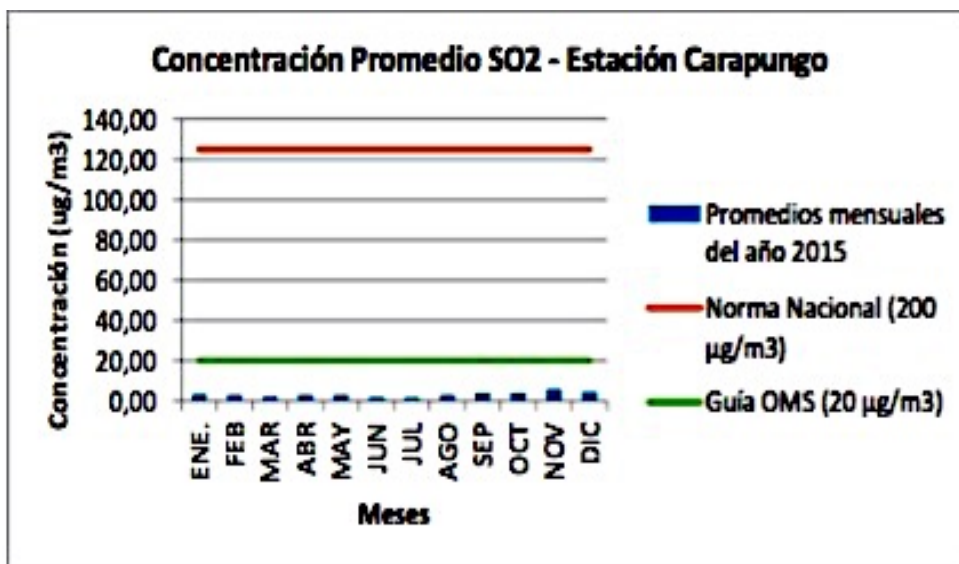 Concentración Promedio SO2 - Estación Carapungo
Concentración (ug/m3)
140,00
120,00
100,00
80,00
60,00
40,00
20,00
0,00
ENE.
FEB
MAR
ABR
MAY
JUN
JUL
AGO
SEP
OCT
NOV
DIC
Meses
Promedios mensuales
del año 2015
Norma Nacional (200
µg/m3)
Guía OMS (20 µg/m3)